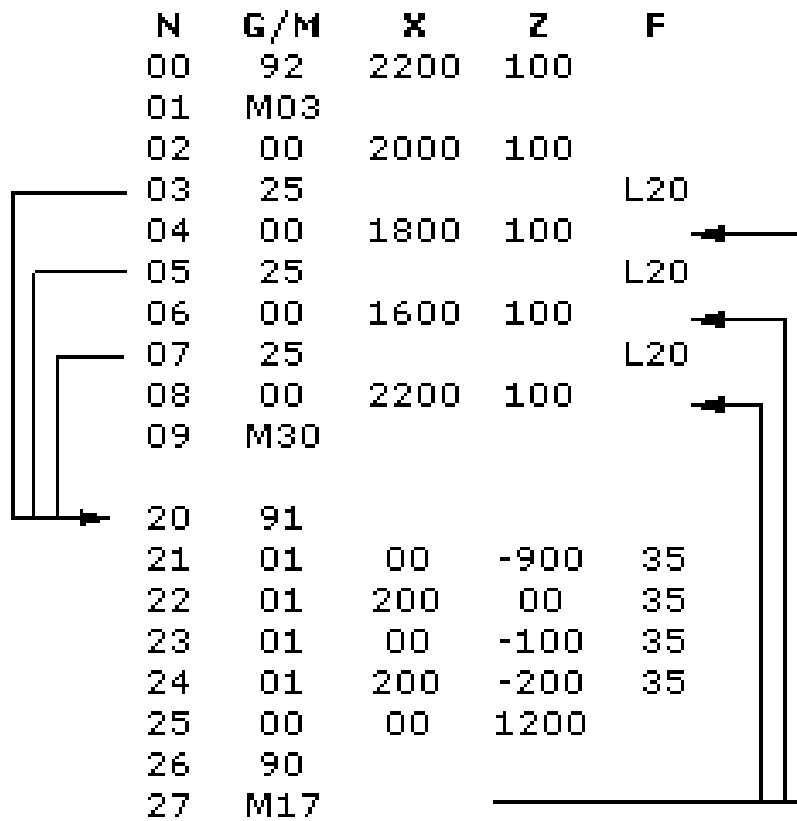 N G/M X Z F
00 92 2200 100
01 M03
02 00 2000 100
03 25 L20
04 00 1800 100
05 25 L20
06 00 1600 100
07 25 L20
08 00 2200 100
09 M30
20 91
21 01 00 -900 35
22 01 200 00 35
23 01 00 -100 35
24 01 200 -200 35
25 00 00 1200
26 90
27 M17